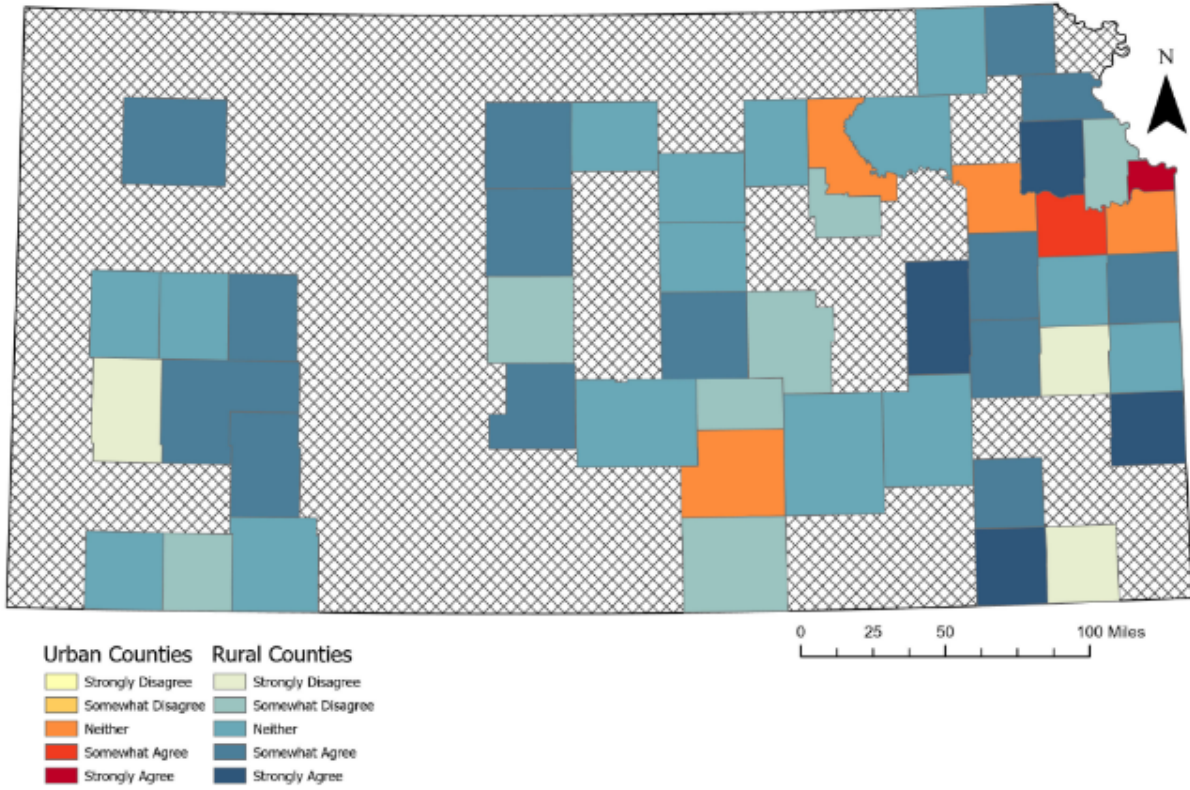 N
0 25 50 100 Miles
Urban Counties Rural Counties
Strongly Disagree Strongly Disagree
Somewhat Disagree Somewhat Disagree
Neither Neither
Somewhat Agree Somewhat Agree
Strongly Agree Strongly Agree